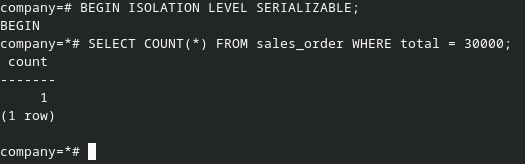 company=# BEGIN ISOLATION LEVEL SERIALIZABLE;
BEGIN
company=*# SELECT COUNT(*) FROM sales_order WHERE total = 30000;
 count
-------
     1
(1 row)

company=*#